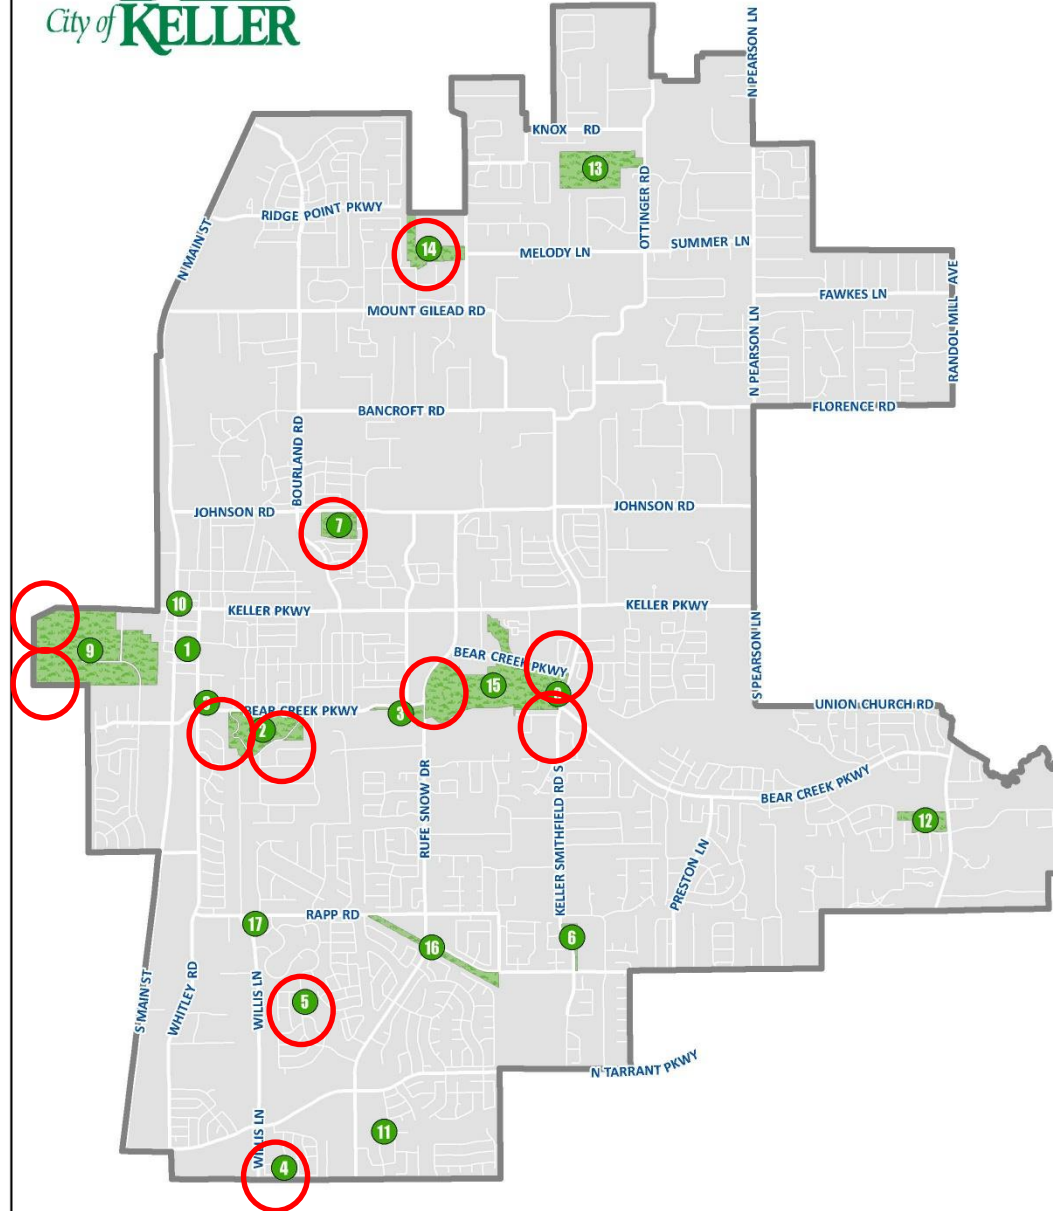 City of KELLER
N PEARSON LN
KNOX RD
13
OTTINGER RD
RIDGE POINT PKWY
N MAIN ST
14
MELODY LN
SUMMER LN
RANDOL MILL AVE
FAWKES LN
MOUNT GILEAD RD
N PEARSON LN
BANCROFT RD
FLORENCE RD
BOURLAND RD
JOHNSON RD
JOHNSON RD
7
10
KELLER PKWY
KELLER PKWY
1
9
BEAR CREEK PKWY
S PEARSON LN
15
BEAR CREEK PKWY
3
2
UNION CHURCH RD
RUFE SNOW DR
KELLER SMITHFIELD RD S
BEAR CREEK PKWY
12
PRESTON LN
RAPP RD
17
16
6
S MAIN ST
WHITLEY RD
WILLIS LN
5
N TARRANT PKWY
WILLIS LN
11
4